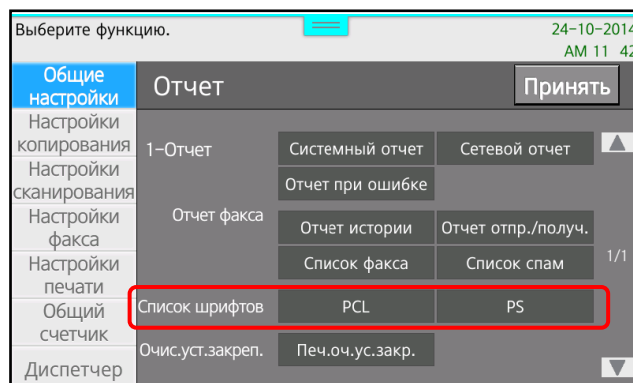 Выберите функцию.
24-10-2014
AM 11 42
Общие
настройки
Отчет
Принять
Настройки
копирования
Настройки
сканирования
Настройки
факса
Настройки
печати
Общий
счетчик
Диспетчер
1-Отчет
Системный отчет
Сетевой отчет
Отчет при ошибке
Отчет факса
Отчет истории
Отчет отпр./получ.
Список факса
Список спам
1/1
Список шрифтов
PCL
PS
Очис.уст.закреп.
Печ.оч.ус.закр.